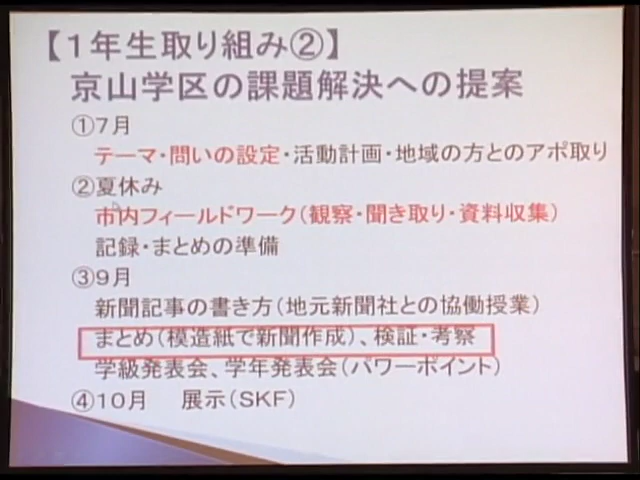 【1年生取り組み②】
京山学区の課題解決への提案
①7月
テーマ・問いの設定・活動計画・地域の方とのアポ取り
②夏休み
市内フィールドワーク(観察・聞き取り・資料収集)
記録・まとめの準備
③9月
新聞記事の書き方(地元新聞社との協働授業)
まとめ(模造紙で新聞作成)、検証・考察
学級発表会、学年発表会(パワーポイント)
④10月　展示(SKF)